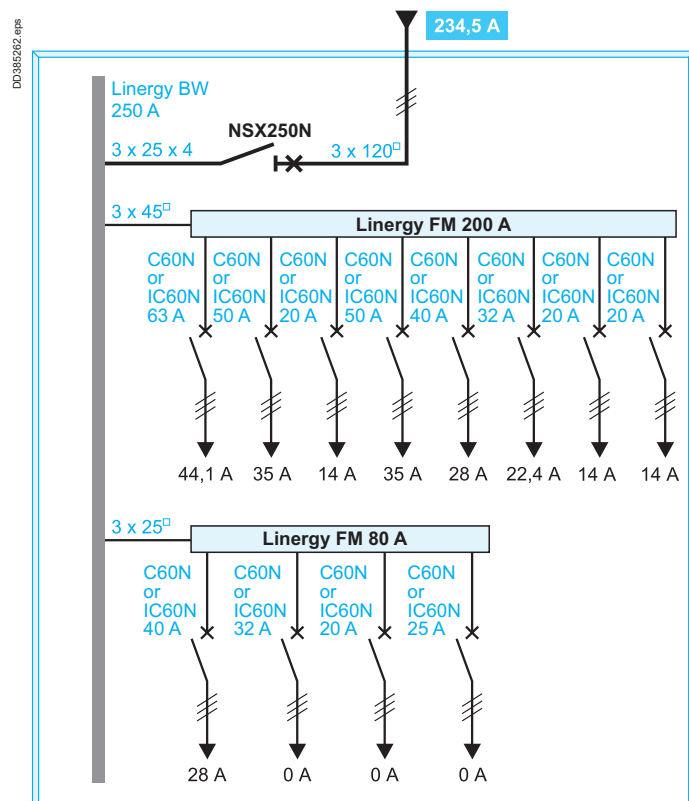 DD385262.eps
234,5 A
Linergy BW
250 A
NSX250N
3 x 25 x 4
3 x 120□
3 x 45□
Linergy FM 200 A
C60N C60N C60N C60N C60N C60N C60N C60N
or or or or or or or or
IC60N IC60N IC60N IC60N IC60N IC60N IC60N IC60N
63 A 50 A 20 A 50 A 40 A 32 A 20 A 20 A
44,1 A 35 A 14 A 35 A 28 A 22,4 A 14 A 14 A
3 x 25□
Linergy FM 80 A
C60N C60N C60N C60N
or or or or
IC60N IC60N IC60N IC60N
40 A 32 A 20 A 25 A
28 A 0 A 0 A 0 A